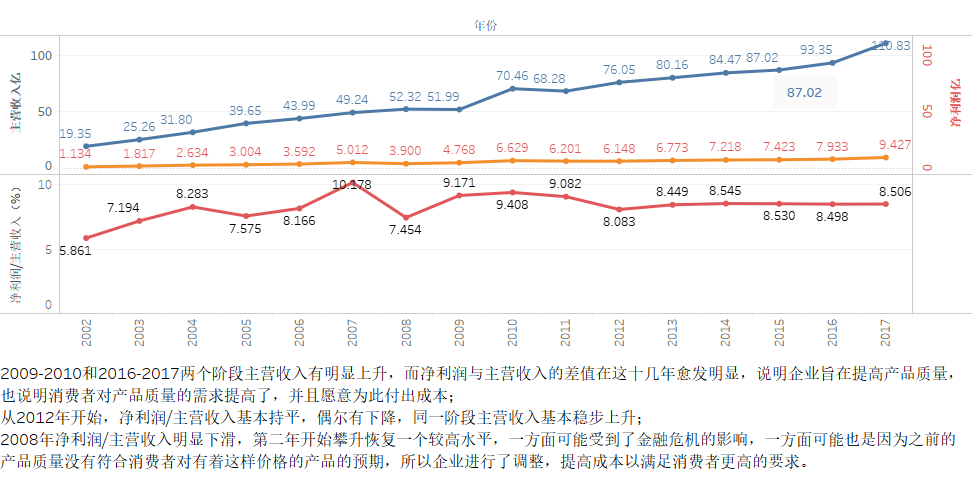 年份
主营收入亿
100
50
0
19.35 25.26 31.80 39.65 43.99 49.24 52.32 51.99 70.46 68.28 76.05 80.16 84.47 87.02 93.35 110.83
87.02
1.134 1.817 2.634 3.004 3.592 5.012 3.900 4.768 6.629 6.201 6.148 6.773 7.218 7.423 7.933 9.427
100
50
0
净利润亿
净利润/主营收入（%）
10
5
0
5.861 7.194 8.283 7.575 8.166 10.178 7.454 9.171 9.408 9.082 8.083 8.449 8.545 8.530 8.498 8.506
2002 2003 2004 2005 2006 2007 2008 2009 2010 2011 2012 2013 2014 2015 2016 2017
2009-2010和2016-2017两个阶段主营收入有明显上升，而净利润与主营收入的差值在这十几年愈发明显，说明企业旨在提高产品质量，
也说明消费者对产品质量的需求提高了，并且愿意为此付出成本；
从2012年开始，净利润/主营收入基本持平，偶尔有下降，同一阶段主营收入基本稳步上升；
2008年净利润/主营收入明显下滑，第二年开始攀升恢复一个较高水平，一方面可能受到了金融危机的影响，一方面可能也是因为之前的
产品质量没有符合消费者对有着这样价格的产品的预期，所以企业进行了调整，提高成本以满足消费者更高的要求。